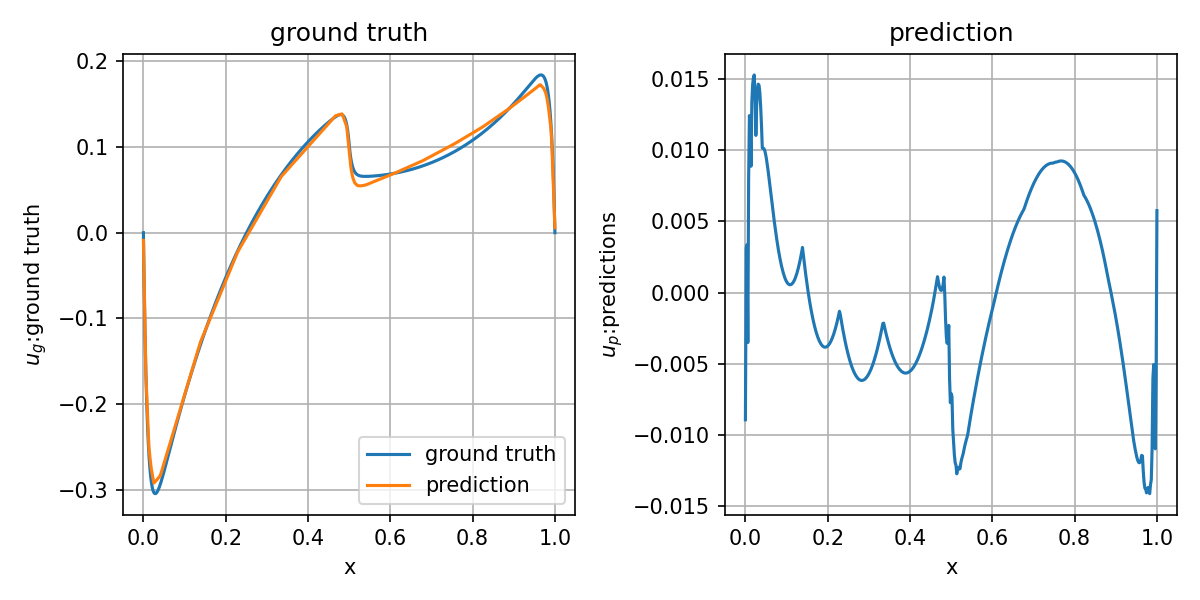 ground truth
0.2
0.1
0.0
−0.1
−0.2
−0.3
u_g:ground truth
0.0 0.2 0.4 0.6 0.8 1.0
x
ground truth
prediction
prediction
0.015
0.010
0.005
0.000
−0.005
−0.010
−0.015
u_p:predictions
0.0 0.2 0.4 0.6 0.8 1.0
x